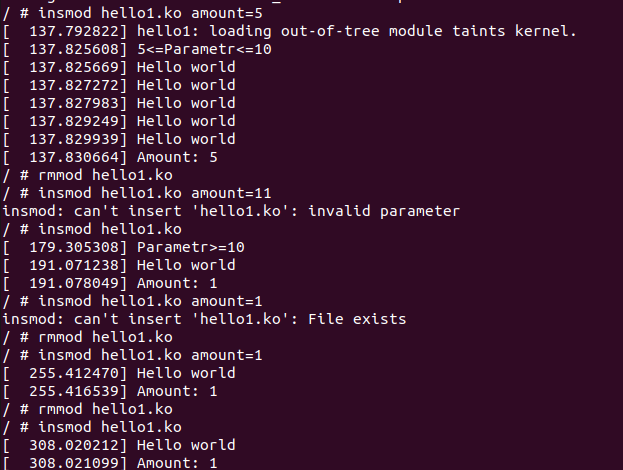 / # insmod hello1.ko amount=5
[  137.792822] hello1: loading out-of-tree module taints kernel.
[  137.825608] 5<=Parametr<=10
[  137.825669] Hello world
[  137.827272] Hello world
[  137.827983] Hello world
[  137.829249] Hello world
[  137.829939] Hello world
[  137.830664] Amount: 5
/ # rmmod hello1.ko
/ # insmod hello1.ko amount=11
insmod: can't insert 'hello1.ko': invalid parameter
/ # insmod hello1.ko
[  179.305308] Parametr>=10
[  191.071238] Hello world
[  191.078049] Amount: 1
/ # insmod hello1.ko amount=1
insmod: can't insert 'hello1.ko': File exists
/ # rmmod hello1.ko
/ # insmod hello1.ko amount=1
[  255.412470] Hello world
[  255.416539] Amount: 1
/ # rmmod hello1.ko
/ # insmod hello1.ko
[  308.020212] Hello world
[  308.021099] Amount: 1